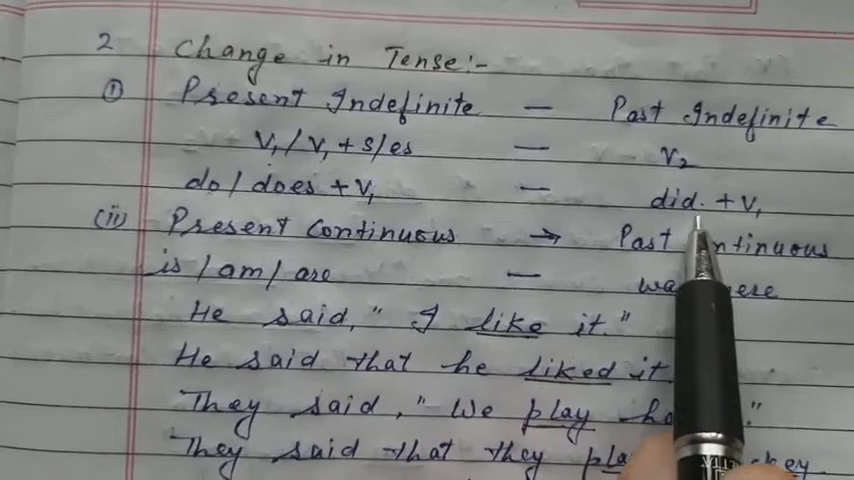 2 Change in Tense:-
① Present Indefinite — Past Indefinite
V₁/V₁ + s/es — V₂
do/does + V₁ — did. + V₁
(ii) Present Continuous → Past ntinuous
is/am/are — ere
He said, " I like it."
He said that he liked it
They said, " We play "
They said that they